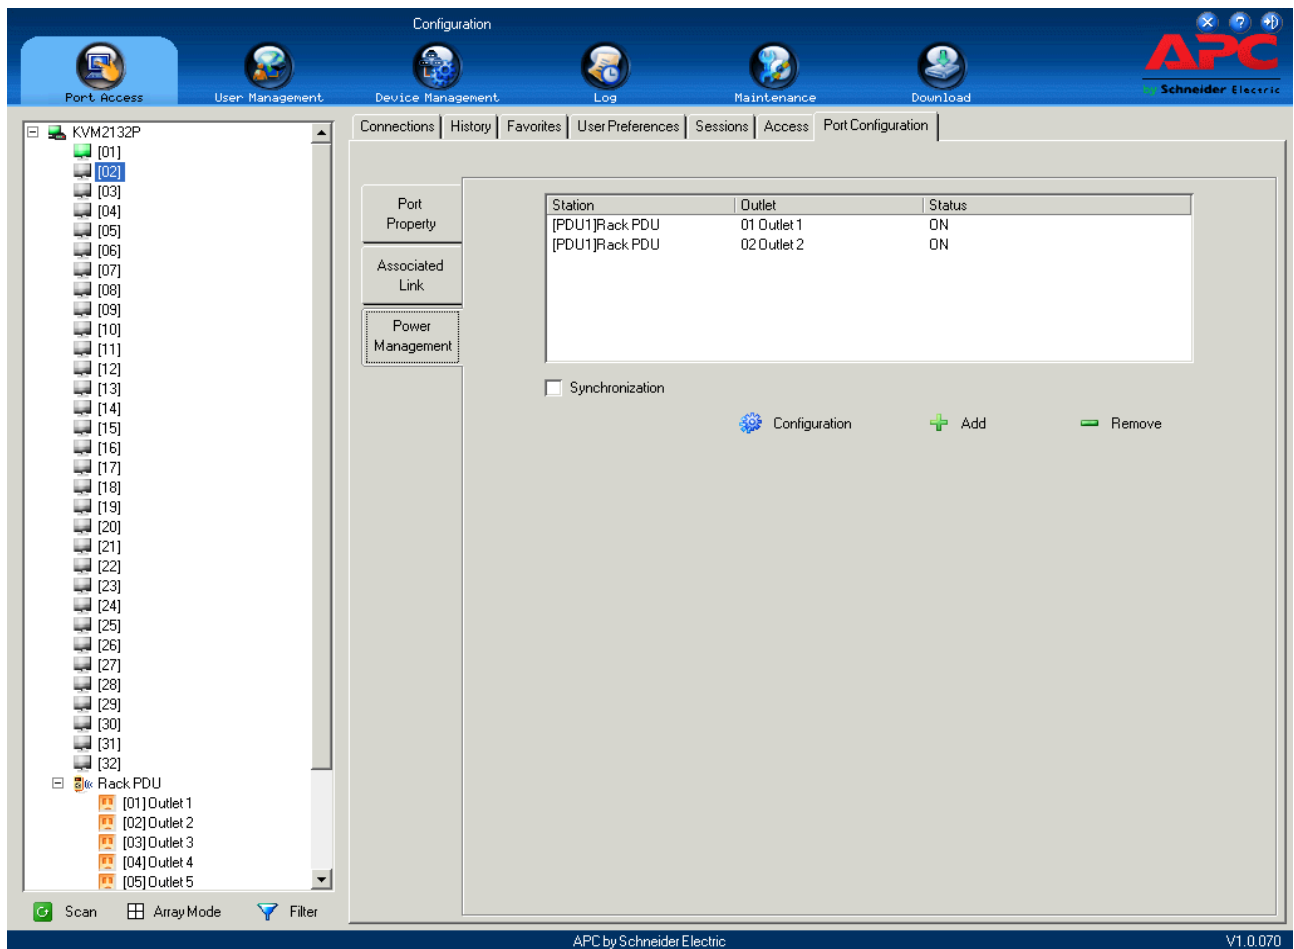 Configuration
APC
by Schneider Electric
Port Access User Management Device Management Log Maintenance Download
Connections History Favorites User Preferences Sessions Access Port Configuration
KVM2132P
[01]
[02]
[03]
[04]
[05]
[06]
[07]
[08]
[09]
[10]
[11]
[12]
[13]
[14]
[15]
[16]
[17]
[18]
[19]
[20]
[21]
[22]
[23]
[24]
[25]
[26]
[27]
[28]
[29]
[30]
[31]
[32]
Rack PDU
[01] Outlet 1
[02] Outlet 2
[03] Outlet 3
[04] Outlet 4
[05] Outlet 5
Scan Array Mode Filter
Port
Property
Associated
Link
Power
Management
Station Outlet Status
[PDU1]Rack PDU 01 Outlet 1 ON
[PDU1]Rack PDU 02 Outlet 2 ON
Synchronization
Configuration Add Remove
APC by Schneider Electric V1.0.070